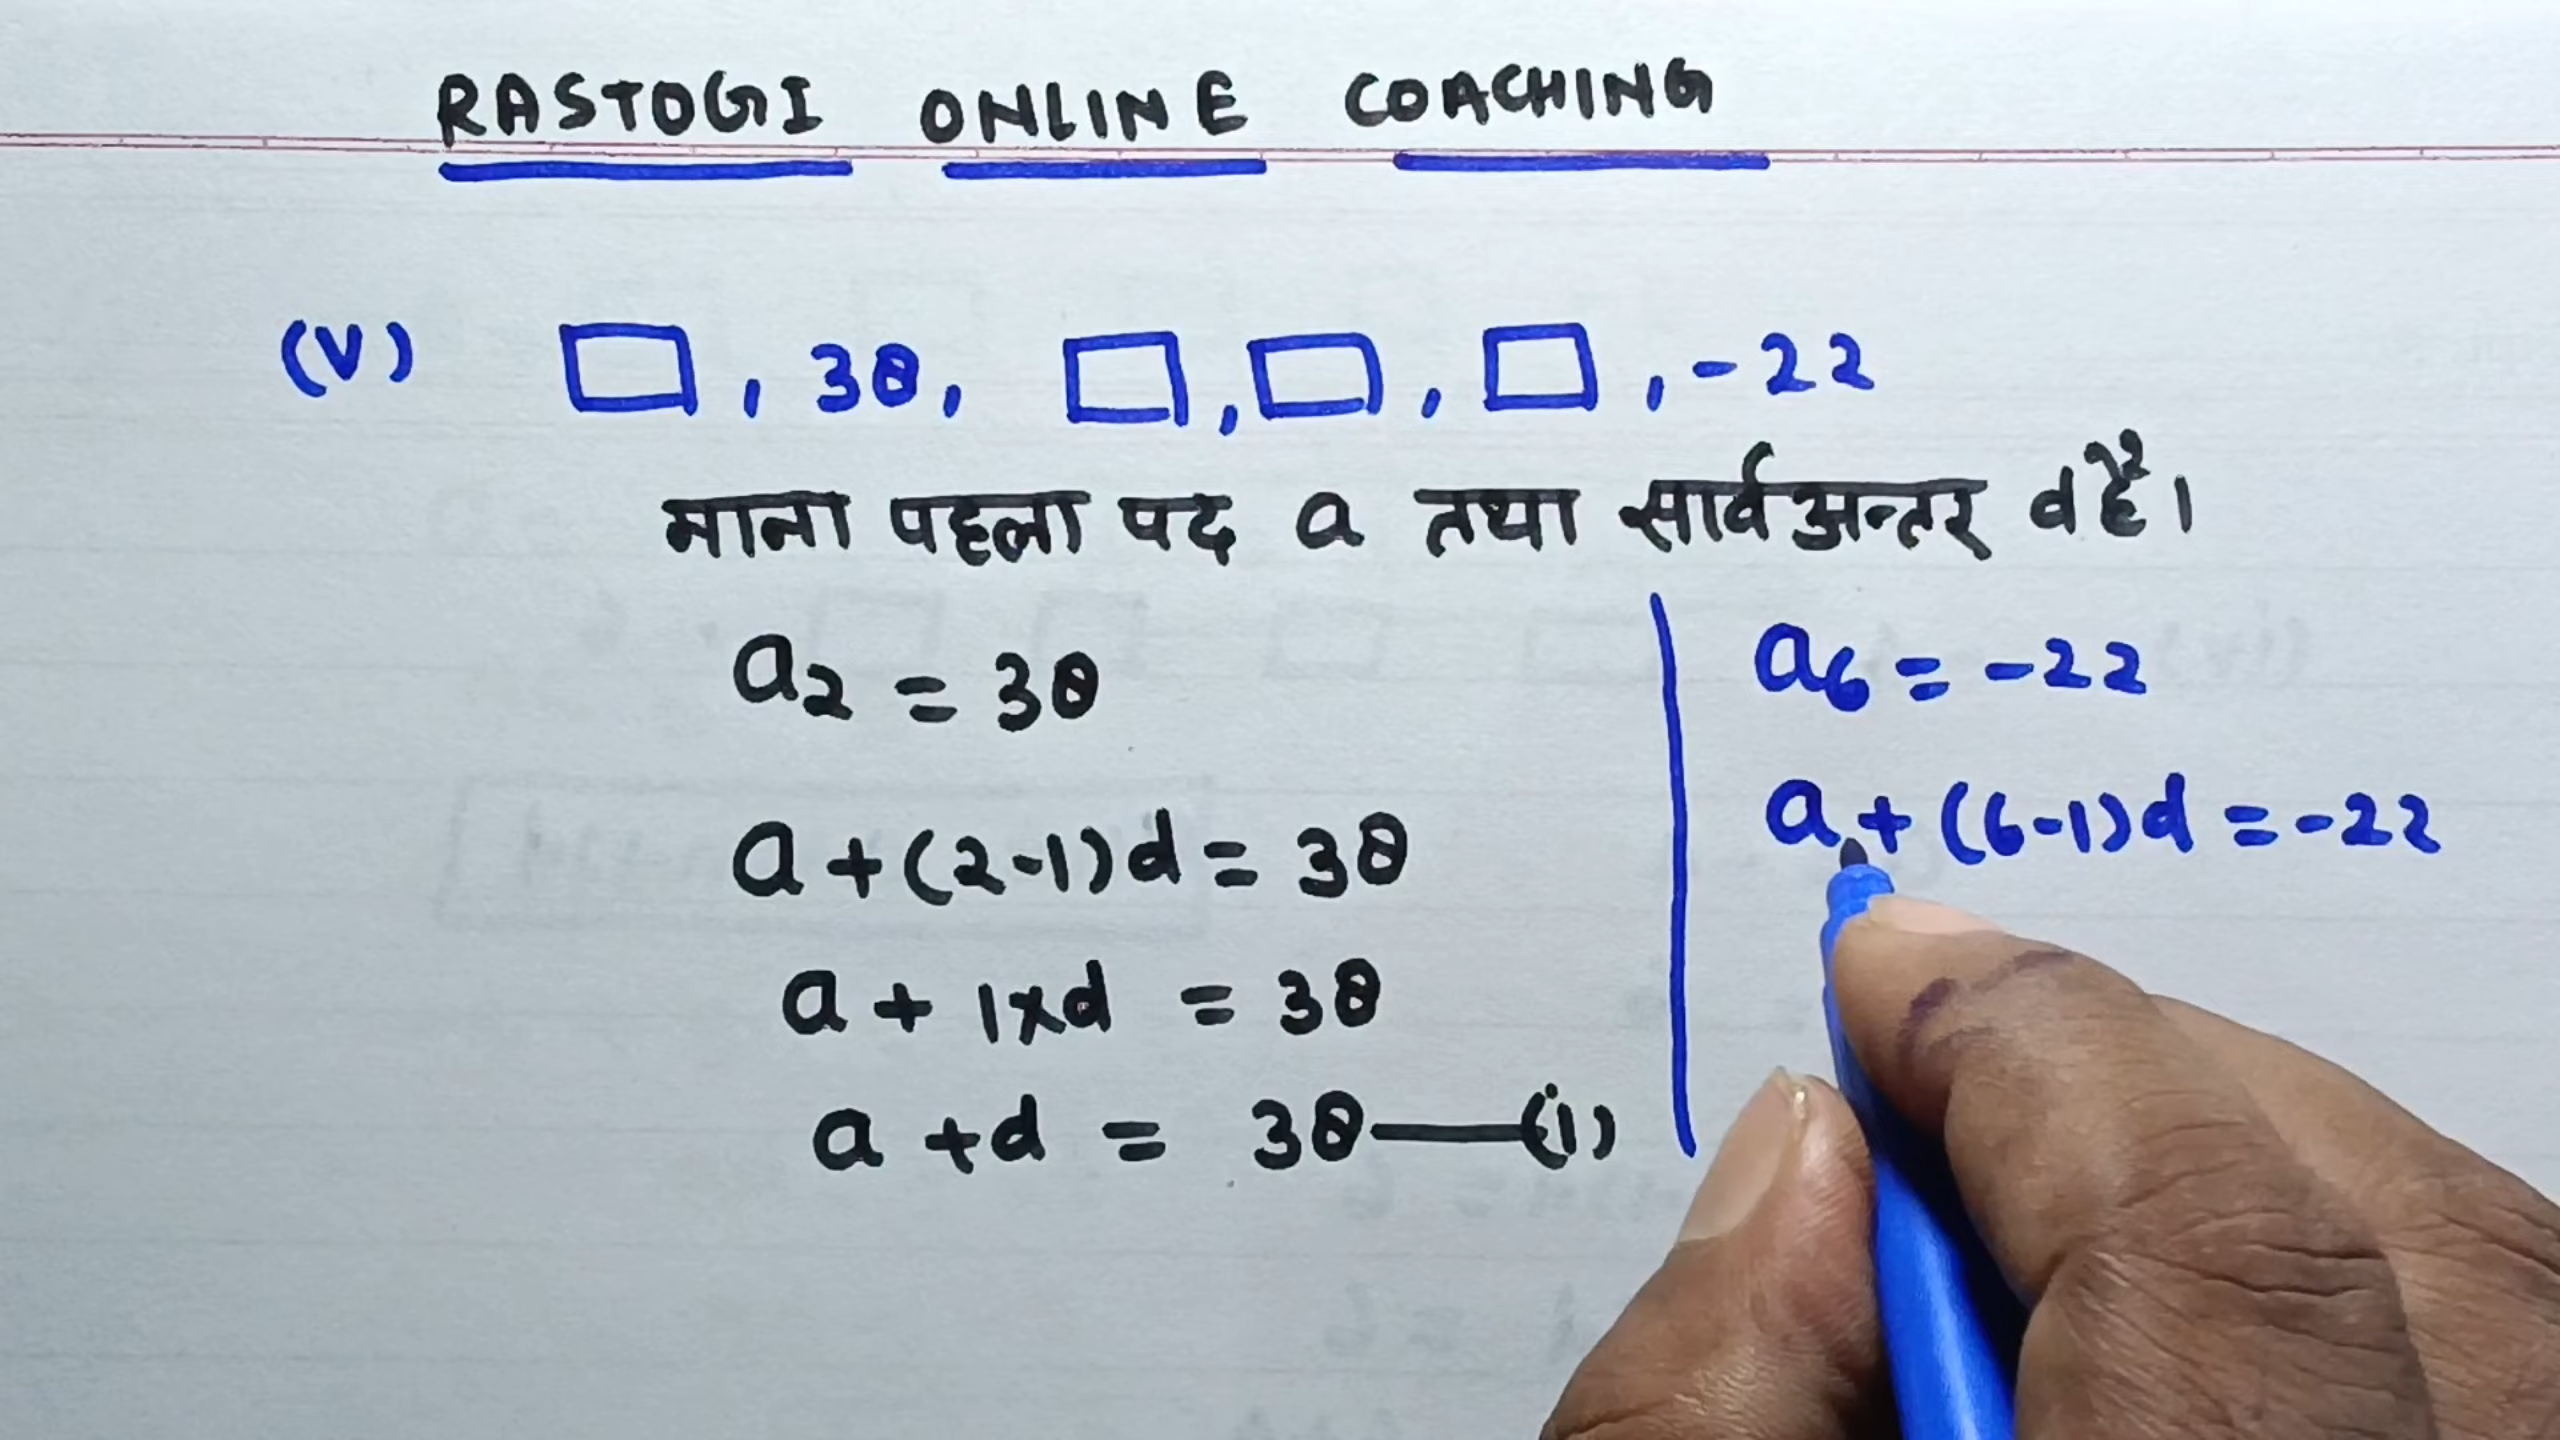 RASTOGI ONLINE COACHING
(V) □, 38, □, □, □, -22
माना पहला पद a तथा सार्वअन्तर d है।
a₂ = 38
a + (2-1)d = 38
a + 1×d = 38
a + d = 38 — (i)
a₆ = -22
a + (6-1)d = -22